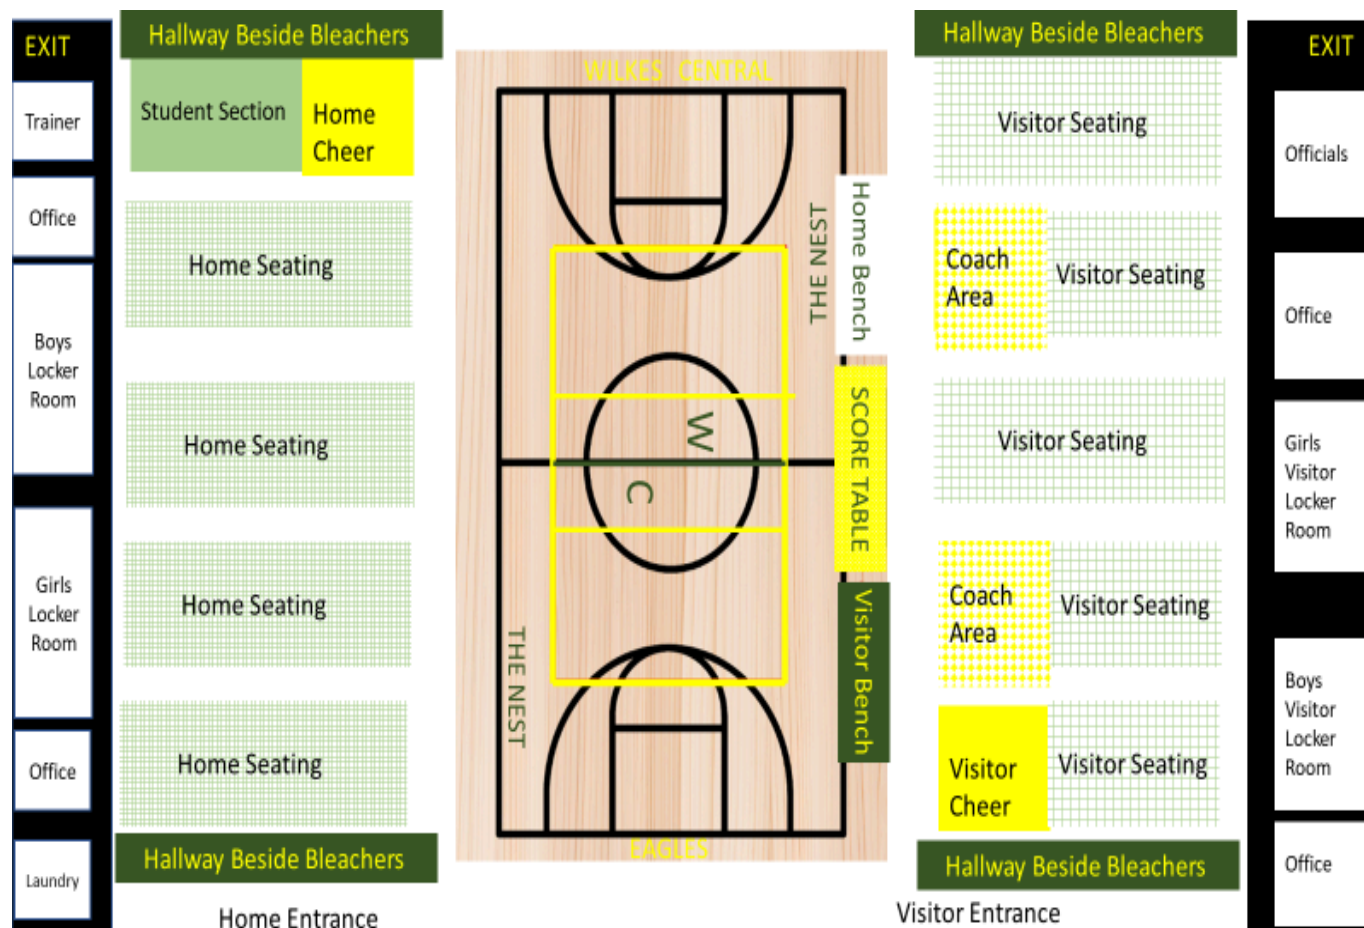 EXIT
Trainer
Office
Boys
Locker
Room
Girls
Locker
Room
Office
Laundry
Hallway Beside Bleachers
Student Section
Home
Cheer
Home Seating
Home Seating
Home Seating
Home Seating
Hallway Beside Bleachers
Home Entrance
WILKES CENTRAL
THE NEST
W
C
THE NEST
EAGLES
Home Bench
SCORE TABLE
Visitor Bench
Hallway Beside Bleachers
Visitor Seating
Coach
Area
Visitor Seating
Visitor Seating
Coach
Area
Visitor Seating
Visitor
Cheer
Visitor Seating
Hallway Beside Bleachers
Visitor Entrance
EXIT
Officials
Office
Girls
Visitor
Locker
Room
Boys
Visitor
Locker
Room
Office